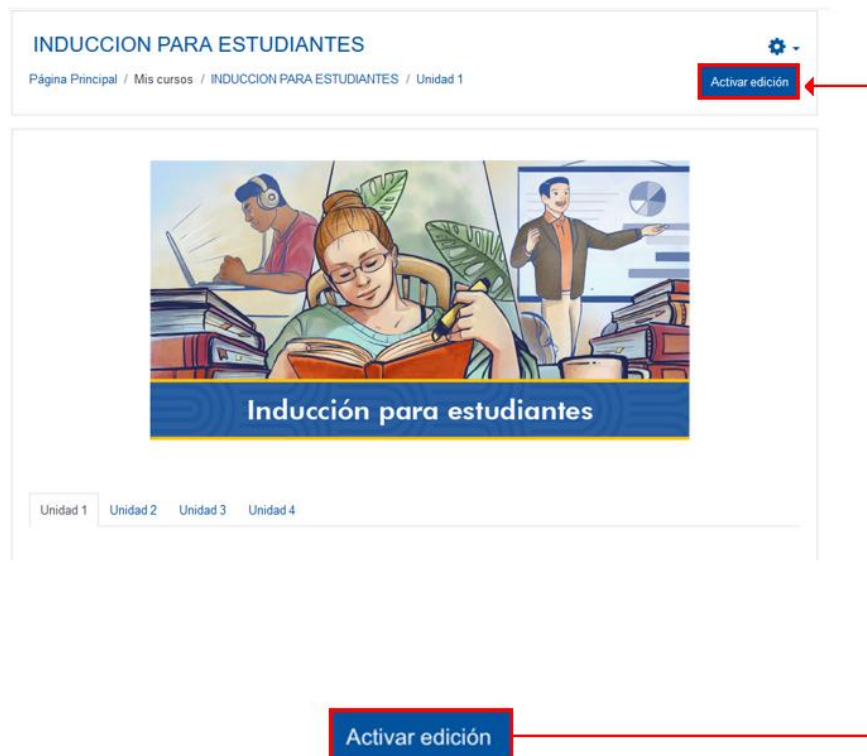 INDUCCION PARA ESTUDIANTES
Página Principal / Mis cursos / INDUCCION PARA ESTUDIANTES / Unidad 1
Activar edición
Inducción para estudiantes
Unidad 1 Unidad 2 Unidad 3 Unidad 4
Activar edición